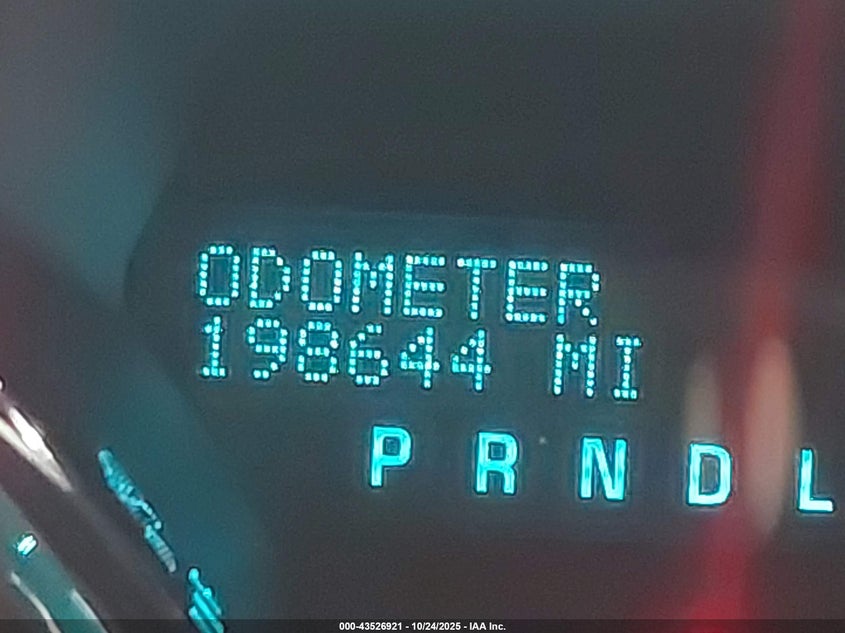 ODOMETER
198644 MI
P R N D L
000-43526921 - 10/24/2025 - IAA Inc.